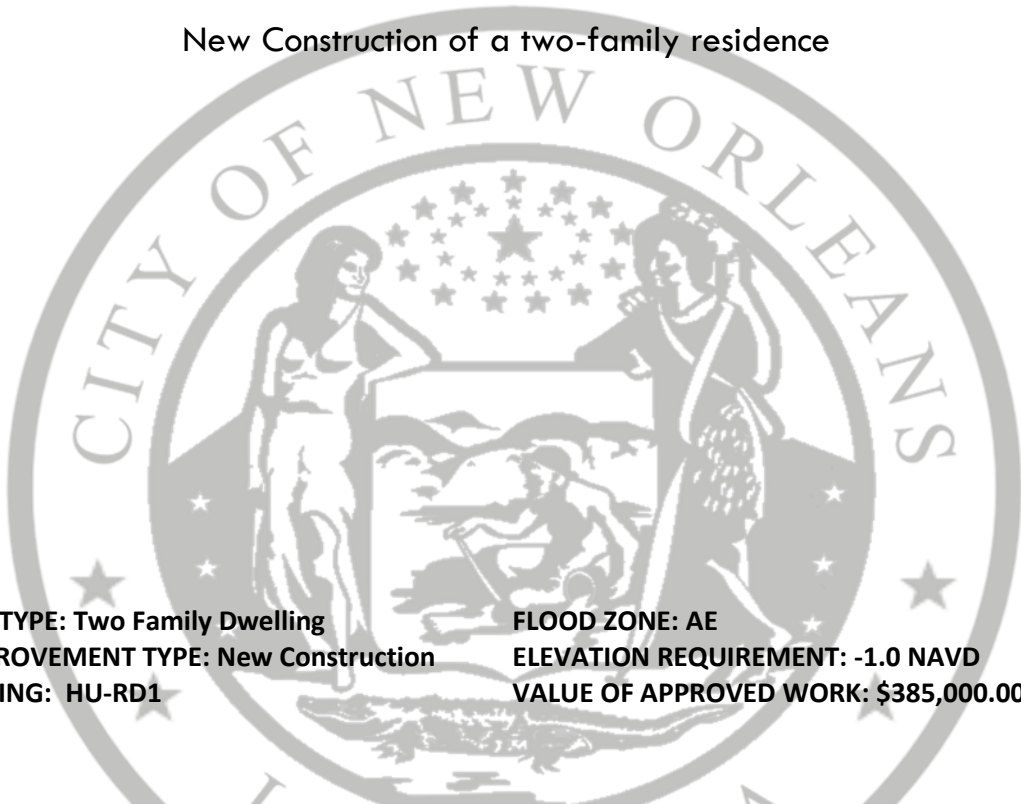 New Construction of a two-family residence
CITY OF NEW ORLEANS
TYPE: Two Family Dwelling
ROVEMENT TYPE: New Construction
ING: HU-RD1
FLOOD ZONE: AE
ELEVATION REQUIREMENT: -1.0 NAVD
VALUE OF APPROVED WORK: $385,000.00